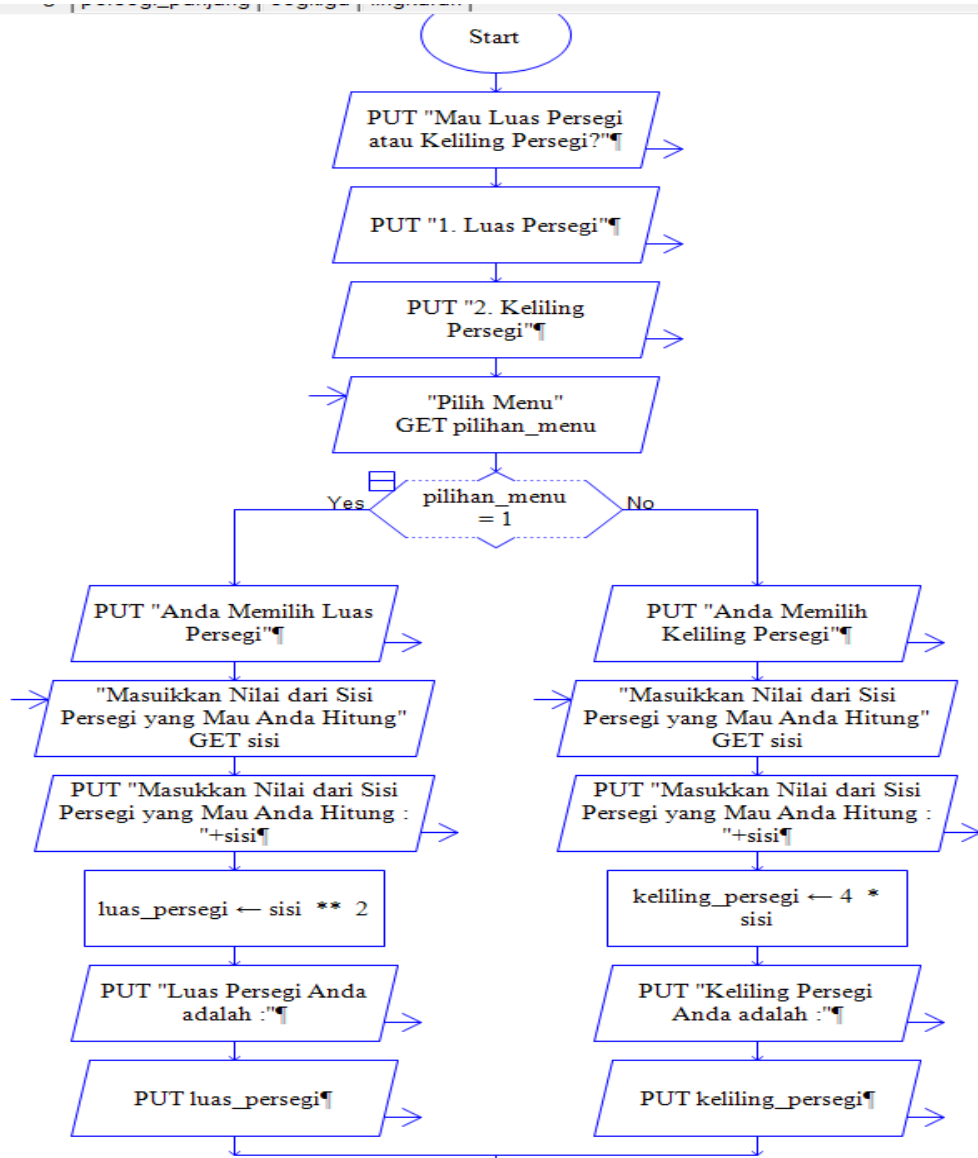 Start
PUT "Mau Luas Persegi
atau Keliling Persegi?"¶
PUT "1. Luas Persegi"¶
PUT "2. Keliling
Persegi"¶
"Pilih Menu"
GET pilihan_menu
Yes
pilihan_menu
= 1
No
PUT "Anda Memilih Luas
Persegi"¶
"Masuikkan Nilai dari Sisi
Persegi yang Mau Anda Hitung"
GET sisi
PUT "Masukkan Nilai dari Sisi
Persegi yang Mau Anda Hitung :
"+sisi¶
luas_persegi ← sisi ** 2
PUT "Luas Persegi Anda
adalah :"¶
PUT luas_persegi¶
PUT "Anda Memilih
Keliling Persegi"¶
"Masuikkan Nilai dari Sisi
Persegi yang Mau Anda Hitung"
GET sisi
PUT "Masukkan Nilai dari Sisi
Persegi yang Mau Anda Hitung :
"+sisi¶
keliling_persegi ← 4 *
sisi
PUT "Keliling Persegi
Anda adalah :"¶
PUT keliling_persegi¶